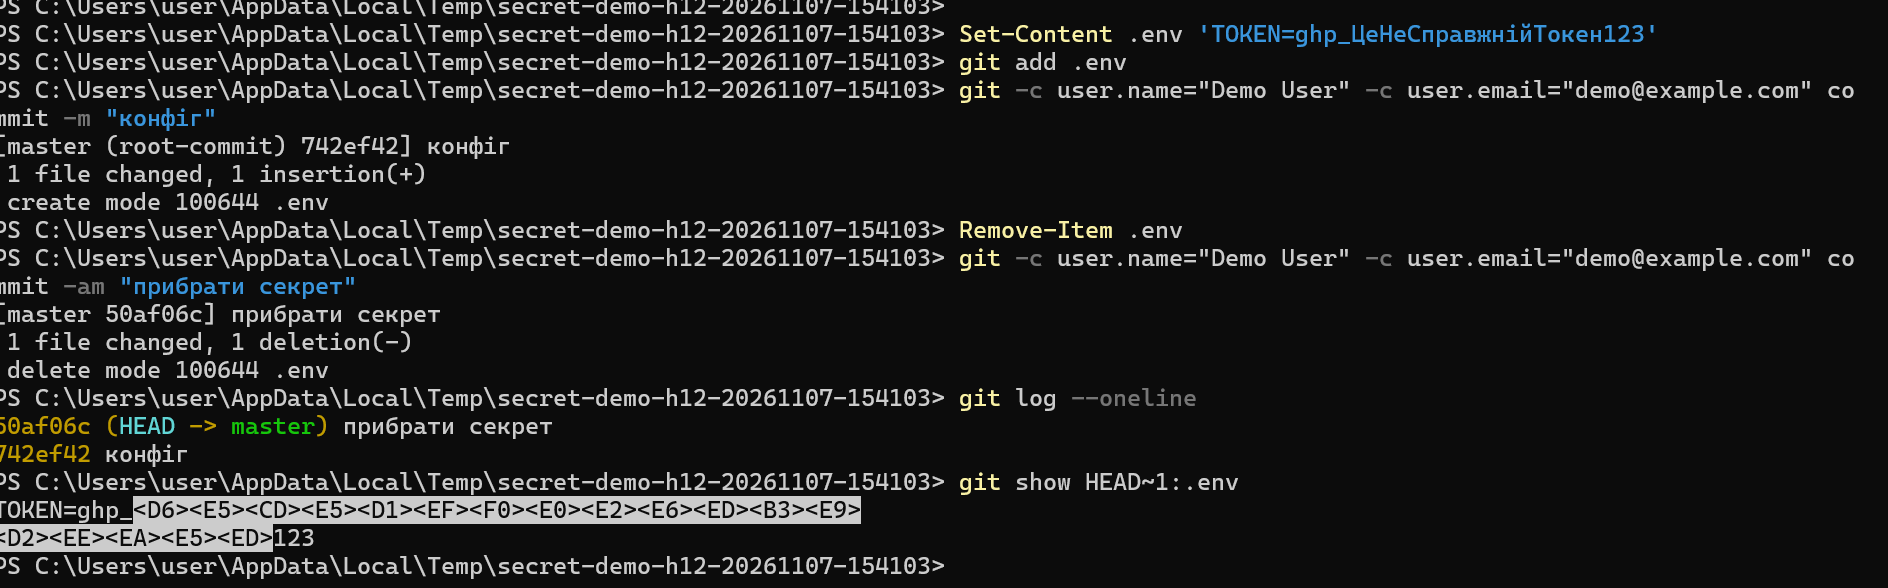 PS C:\Users\user\AppData\Local\Temp\secret-demo-h12-20261107-154103>
PS C:\Users\user\AppData\Local\Temp\secret-demo-h12-20261107-154103> Set-Content .env 'TOKEN=ghp_ЦеНеСправжнійТокен123'
PS C:\Users\user\AppData\Local\Temp\secret-demo-h12-20261107-154103> git add .env
PS C:\Users\user\AppData\Local\Temp\secret-demo-h12-20261107-154103> git -c user.name="Demo User" -c user.email="demo@example.com" co
mmit -m "конфіг"
[master (root-commit) 742ef42] конфіг
1 file changed, 1 insertion(+)
create mode 100644 .env
PS C:\Users\user\AppData\Local\Temp\secret-demo-h12-20261107-154103> Remove-Item .env
PS C:\Users\user\AppData\Local\Temp\secret-demo-h12-20261107-154103> git -c user.name="Demo User" -c user.email="demo@example.com" co
mmit -am "прибрати секрет"
[master 50af06c] прибрати секрет
1 file changed, 1 deletion(-)
delete mode 100644 .env
PS C:\Users\user\AppData\Local\Temp\secret-demo-h12-20261107-154103> git log --oneline
50af06c (HEAD -> master) прибрати секрет
742ef42 конфіг
PS C:\Users\user\AppData\Local\Temp\secret-demo-h12-20261107-154103> git show HEAD~1:.env
TOKEN=ghp_<D6><E5><CD><E5><D1><EF><F0><E0><E2><E6><ED><B3><E9>
<D2><EE><EA><E5><ED>123
PS C:\Users\user\AppData\Local\Temp\secret-demo-h12-20261107-154103>